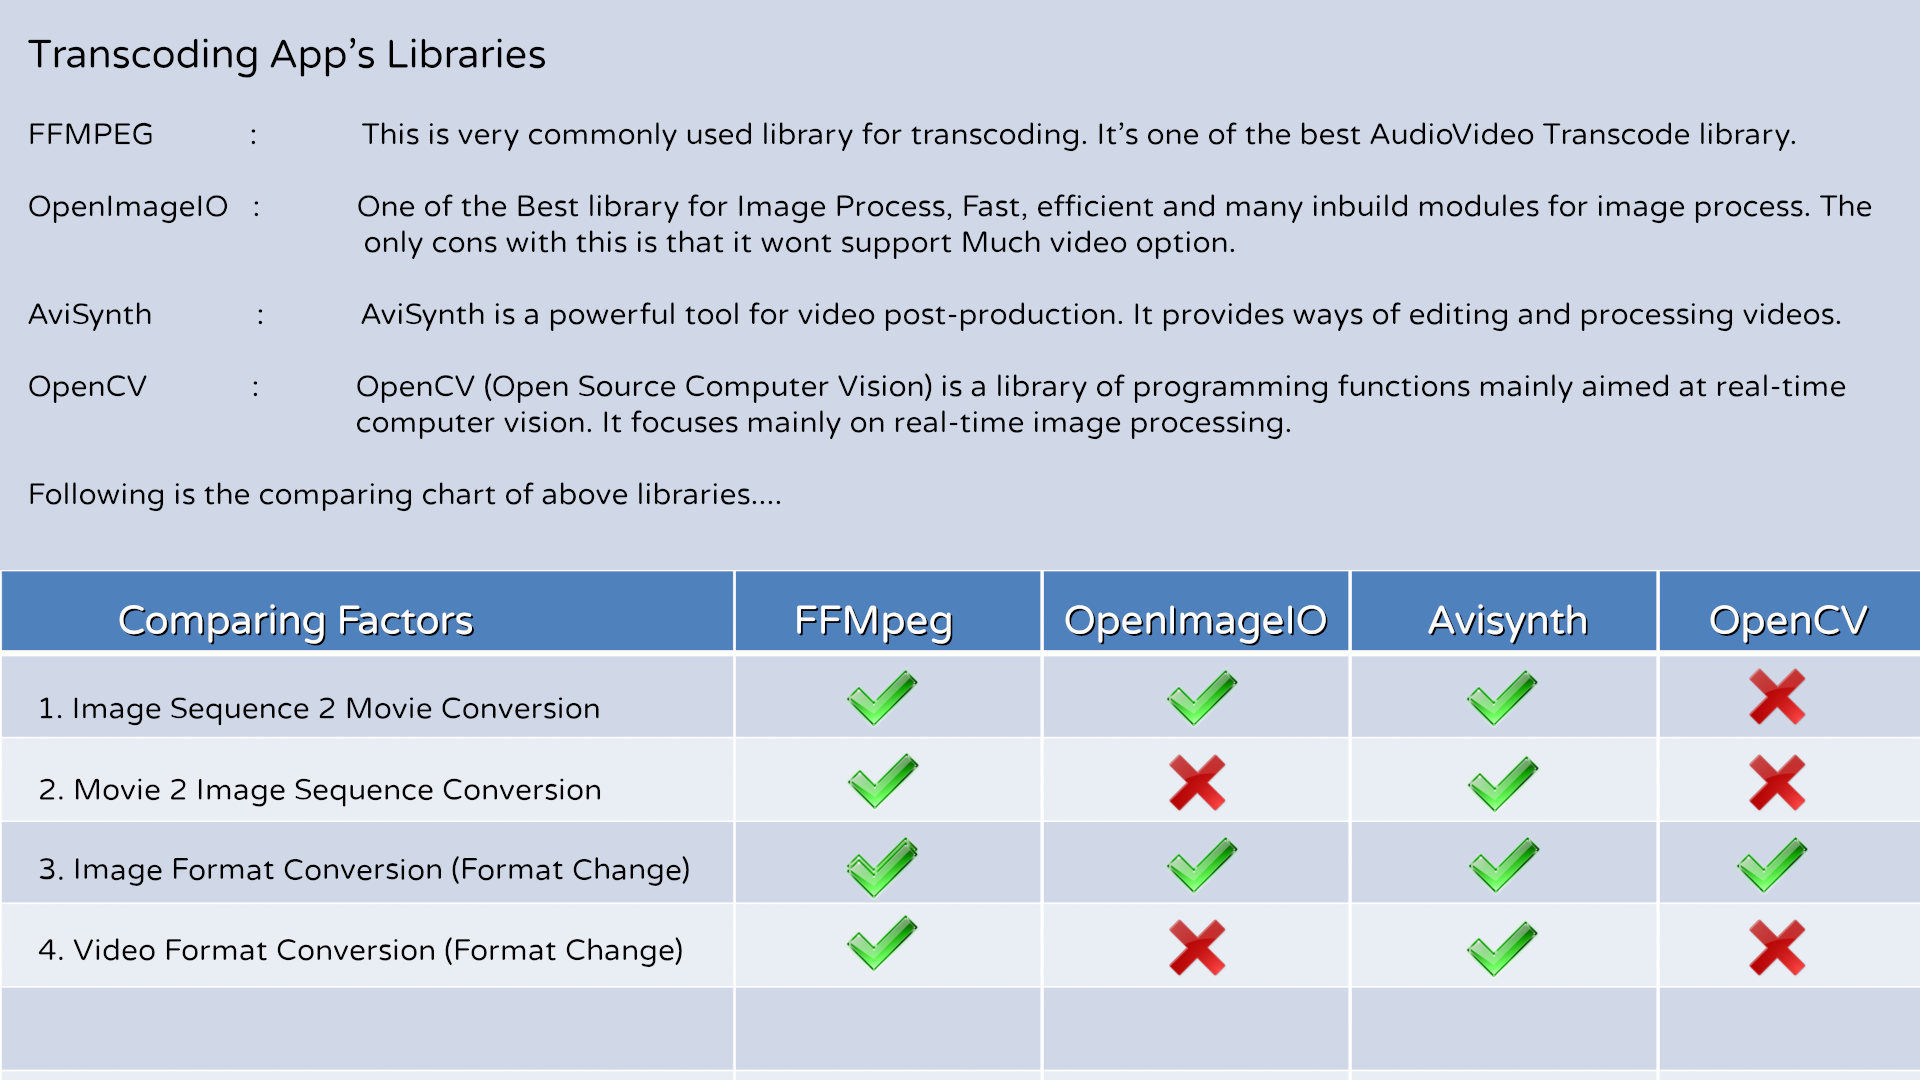 Transcoding App’s Libraries
FFMPEG : This is very commonly used library for transcoding. It’s one of the best AudioVideo Transcode library.
OpenImageIO : One of the Best library for Image Process, Fast, efficient and many inbuild modules for image process. The
only cons with this is that it wont support Much video option.
AviSynth : AviSynth is a powerful tool for video post-production. It provides ways of editing and processing videos.
OpenCV : OpenCV (Open Source Computer Vision) is a library of programming functions mainly aimed at real-time
computer vision. It focuses mainly on real-time image processing.
Following is the comparing chart of above libraries....
Comparing Factors FFMpeg OpenImageIO Avisynth OpenCV
1. Image Sequence 2 Movie Conversion
2. Movie 2 Image Sequence Conversion
3. Image Format Conversion (Format Change)
4. Video Format Conversion (Format Change)